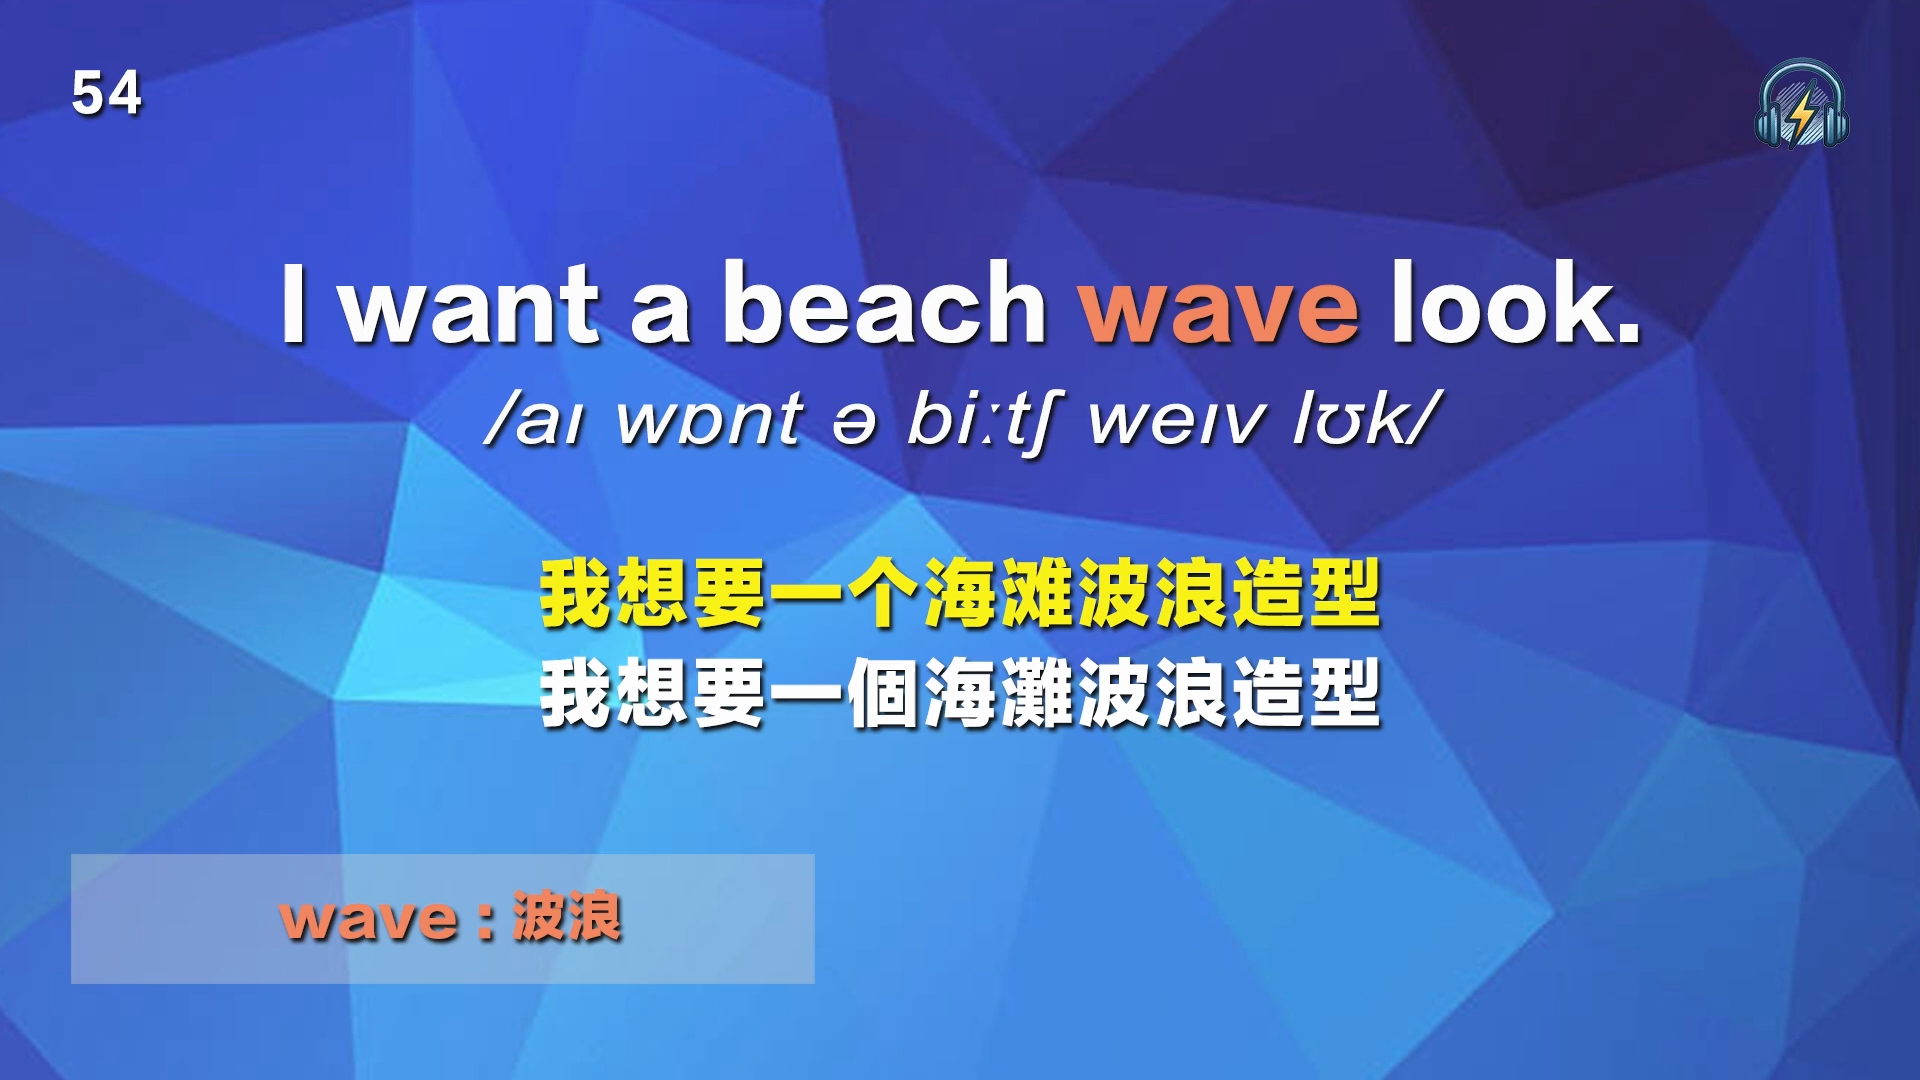 54
I want a beach wave look.
/aɪ wɒnt ə biːtʃ weɪv lʊk/
我想要一个海滩波浪造型
我想要一個海灘波浪造型
wave : 波浪